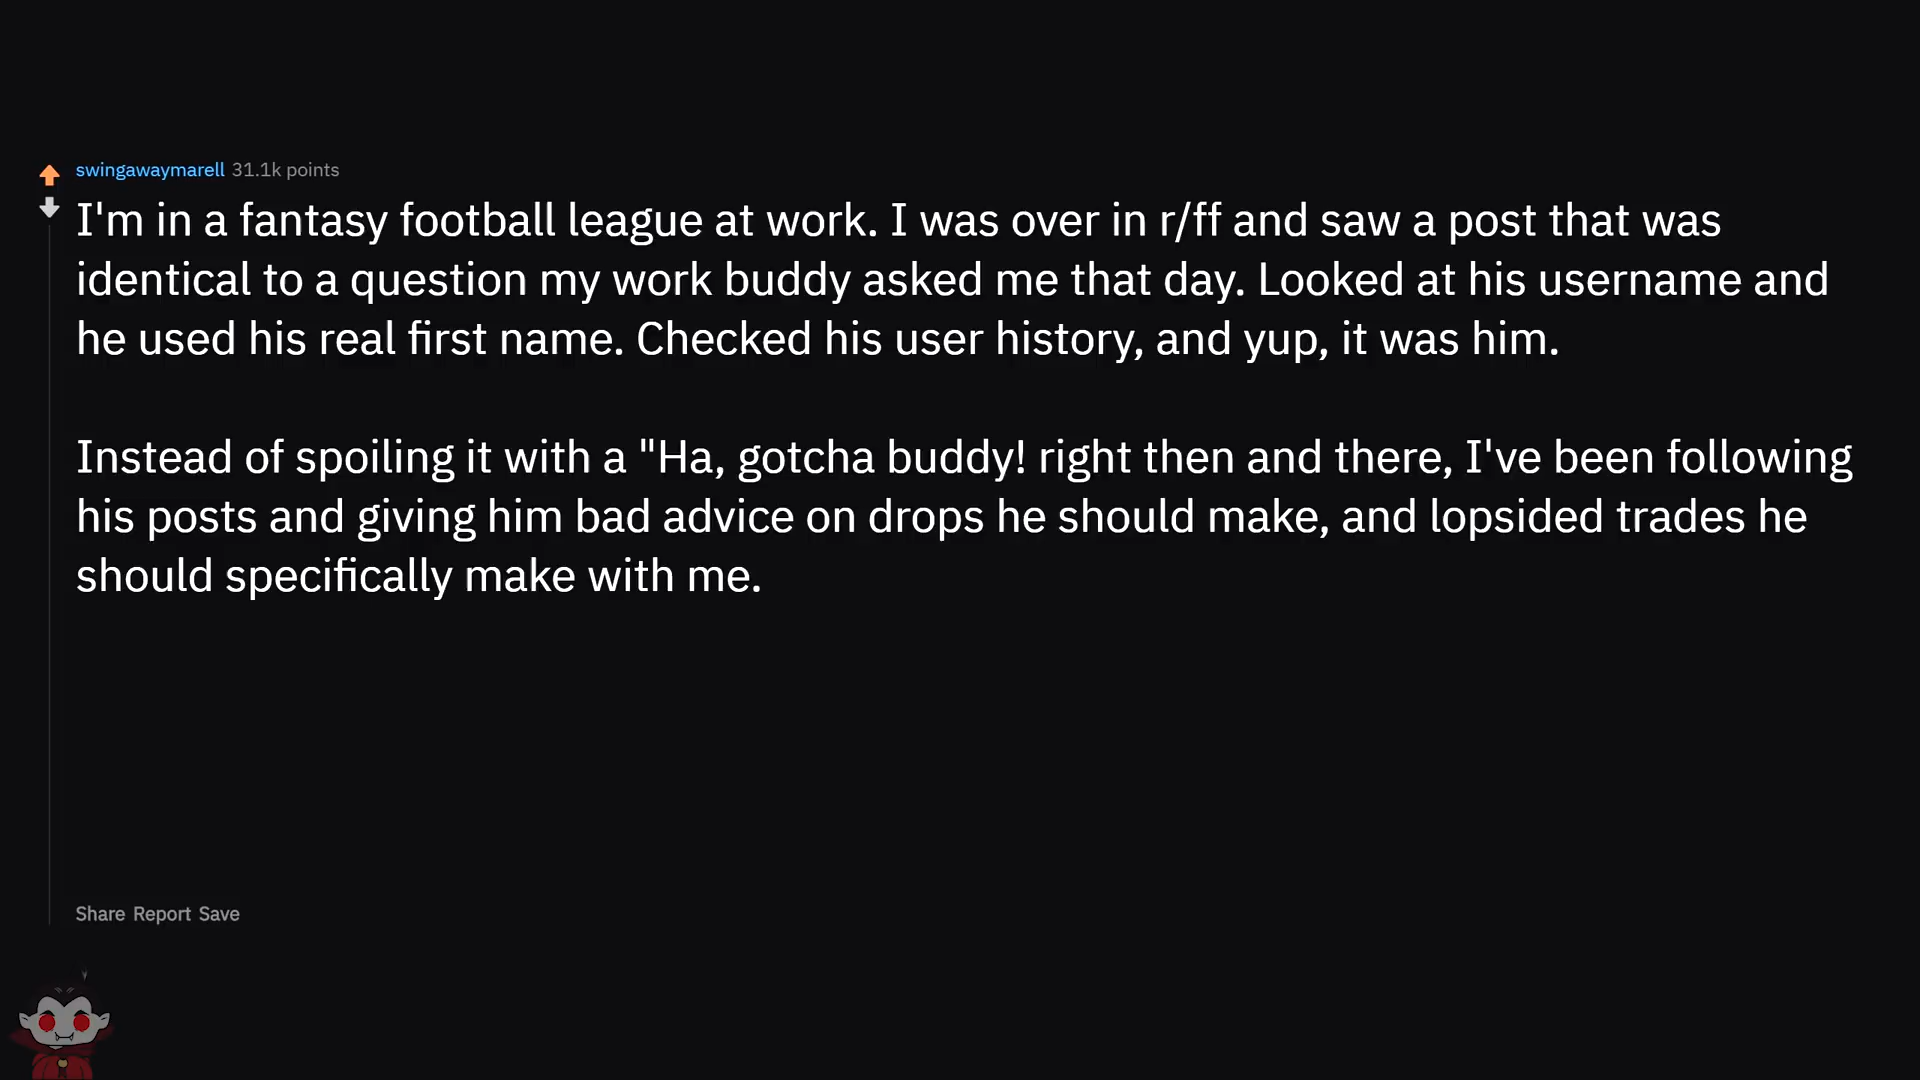 swingawaymarell 31.1k points
I'm in a fantasy football league at work. I was over in r/ff and saw a post that was
identical to a question my work buddy asked me that day. Looked at his username and
he used his real first name. Checked his user history, and yup, it was him.
Instead of spoiling it with a "Ha, gotcha buddy! right then and there, I've been following
his posts and giving him bad advice on drops he should make, and lopsided trades he
should specifically make with me.
Share Report Save